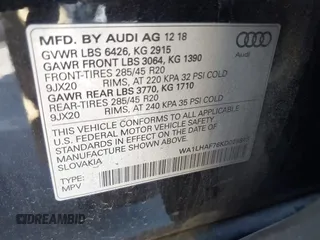 MFD. BY AUDI AG 12 18
GVWR LBS 6426, KG 2915
GAWR FRONT LBS 3064, KG 1390
FRONT-TIRES 285/45 R20
9JX20 RIMS, AT 220 KPA 32 PSI COLD
GAWR REAR LBS 3770, KG 1710
REAR-TIRES 285/45 R20
9JX20 RIMS, AT 240 KPA 35 PSI COLD
THIS VEHICLE CONFORMS TO ALL APPLICABLE
U.S. FEDERAL MOTOR VEHICLE SAFETY
STANDARDS IN EFFECT ON THE DATE OF
MANUFACTURE SHOWN ABOVE
SLOVAKIA
TYPE:
MPV
Audi
DREAMBID